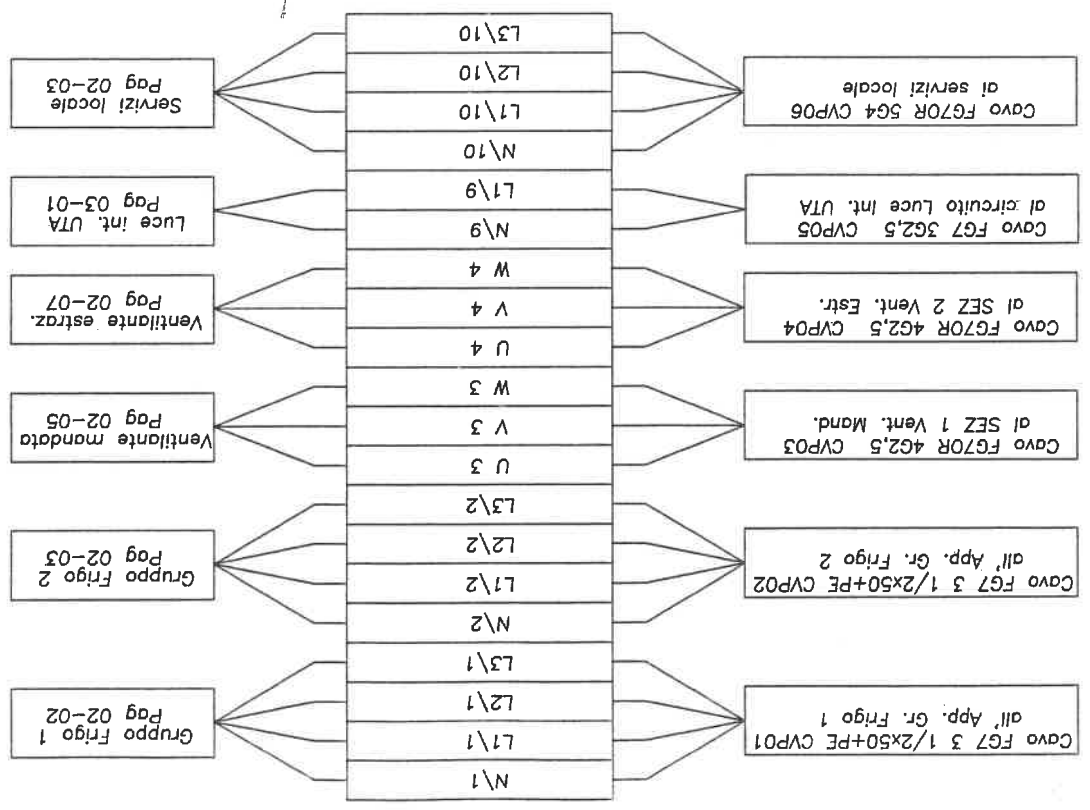 Cavo FG7 3 1/2x50+PE CVP01
all' App. Gr. Frigo 1
N\1
L1\1
L2\1
L3\1
Gruppo Frigo 1
Pag 02-02
Cavo FG7 3 1/2x50+PE CVP02
all' App. Gr. Frigo 2
N\2
L1\2
L2\2
L3\2
Gruppo Frigo 2
Pag 02-03
Cavo FG70R 4G2,5 CVP03
al SEZ 1 Vent. Mand.
U 3
V 3
W 3
Ventilante mandata
Pag 02-05
Cavo FG70R 4G2,5 CVP04
al SEZ 2 Vent. Estr.
U 4
V 4
W 4
Ventilante estraz.
Pag 02-07
Cavo FG7 3G2,5 CVP05
al circuito Luce Int. UTA
N\9
L1\9
Luce int. UTA
Pag 03-01
Cavo FG70R 5G4 CVP06
ai servizi locale
N\10
L1\10
L2\10
L3\10
Servizi locale
Pag 02-03